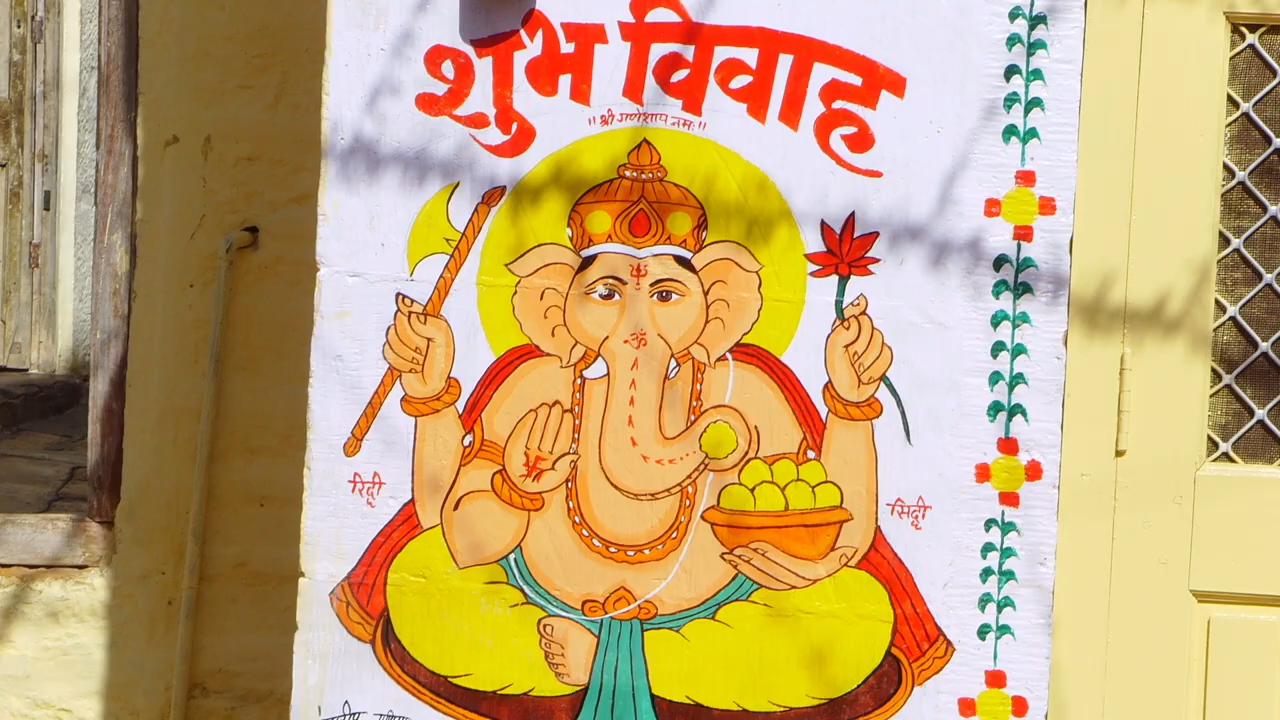 शुभ विवाह
॥ श्री गणेशाय नमः ॥
रिद्धी
सिद्धी